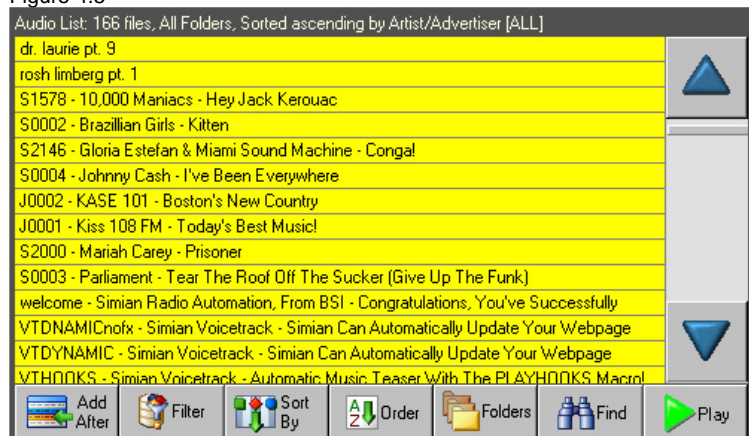 Audio List: 166 files, All Folders, Sorted ascending by Artist/Advertiser [ALL]
dr. laurie pt. 9
rosh limberg pt. 1
S1578 - 10,000 Maniacs - Hey Jack Kerouac
S0002 - Brazillian Girls - Kitten
S2146 - Gloria Estefan & Miami Sound Machine - Conga!
S0004 - Johnny Cash - I've Been Everywhere
J0002 - KASE 101 - Boston's New Country
J0001 - Kiss 108 FM - Today's Best Music!
S2000 - Mariah Carey - Prisoner
S0003 - Parliament - Tear The Roof Off The Sucker (Give Up The Funk)
welcome - Simian Radio Automation, From BSI - Congratulations, You've Successfully
VTDNAMICnofx - Simian Voicetrack - Simian Can Automatically Update Your Webpage
VTDYNAMIC - Simian Voicetrack - Simian Can Automatically Update Your Webpage
VTHOOKS - Simian Voicetrack - Automatic Music Teaser With The PLAYHOOKS Macro!
Add After
Filter
Sort By
A Z Order
Folders
Find
Play